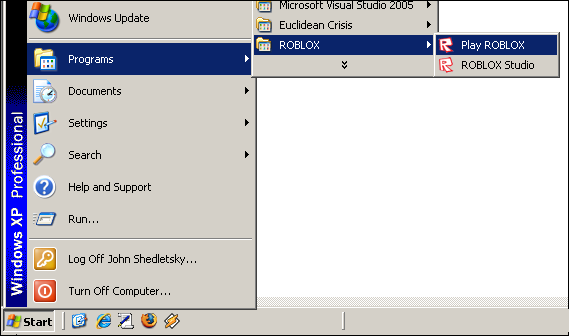 Windows Update
Programs
Documents
Settings
Search
Help and Support
Run...
Log Off John Shedletsky...
Turn Off Computer...
Windows XP Professional
Start
Microsoft Visual Studio 2005
Euclidean Crisis
ROBLOX
Play ROBLOX
ROBLOX Studio